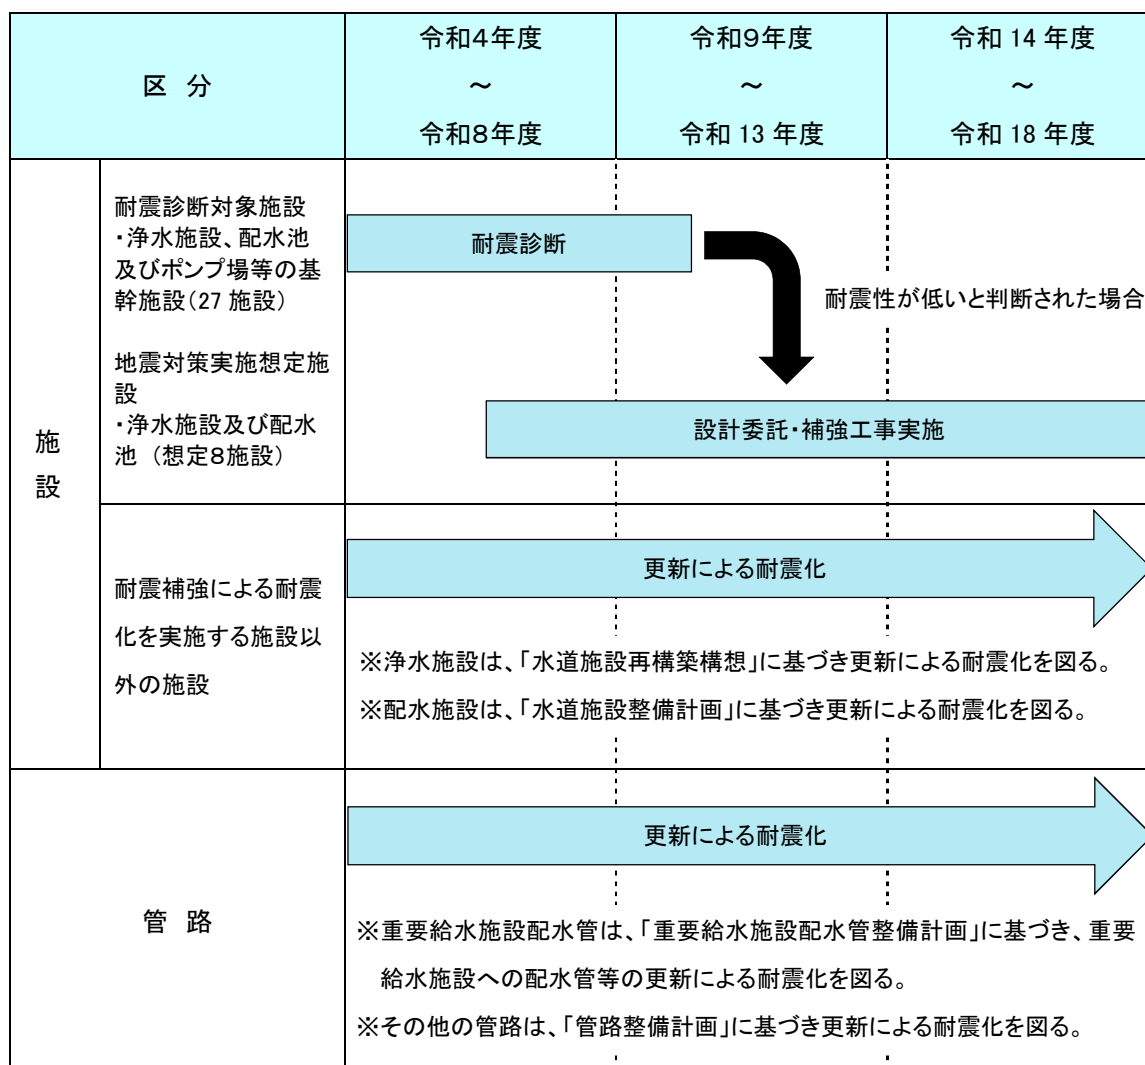 区 分
令和4年度
～
令和8年度
令和9年度
～
令和 13 年度
令和 14 年度
～
令和 18 年度
施
設
耐震診断対象施設
・浄水施設、配水池
及びポンプ場等の基
幹施設(27 施設)
地震対策実施想定施
設
・浄水施設及び配水
池 (想定8施設)
耐震診断
耐震性が低いと判断された場合
設計委託・補強工事実施
耐震補強による耐震
化を実施する施設以
外の施設
更新による耐震化
※浄水施設は、「水道施設再構築構想」に基づき更新による耐震化を図る。
※配水施設は、「水道施設整備計画」に基づき更新による耐震化を図る。
管 路
更新による耐震化
※重要給水施設配水管は、「重要給水施設配水管整備計画」に基づき、重要
給水施設への配水管等の更新による耐震化を図る。
※その他の管路は、「管路整備計画」に基づき更新による耐震化を図る。